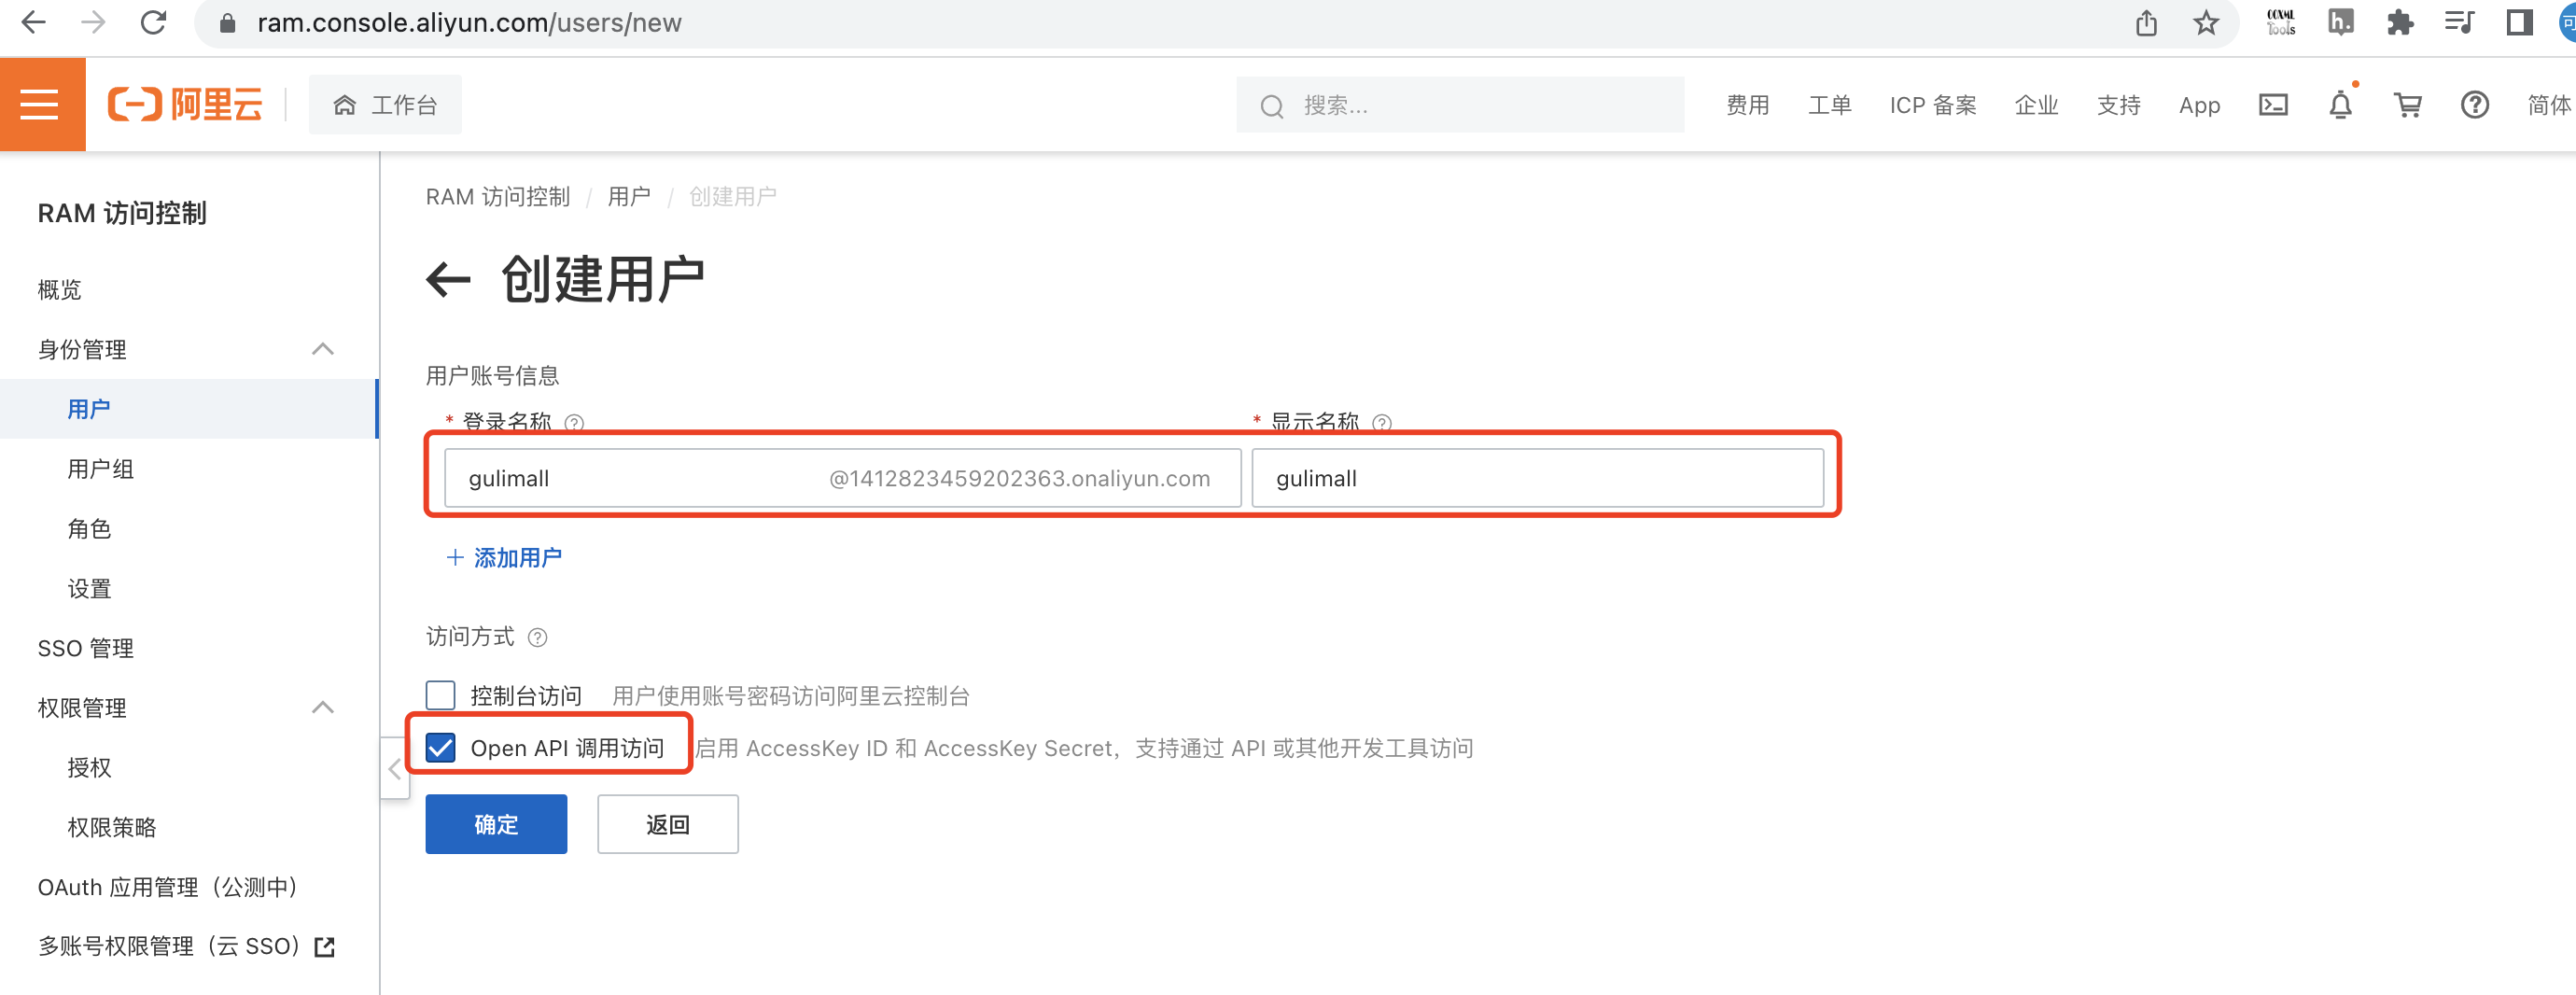 ram.console.aliyun.com/users/new
COXML
Tools
h.
可
阿里云
工作台
搜索...
费用
工单
ICP 备案
企业
支持
App
简体
RAM 访问控制
概览
身份管理
用户
用户组
角色
设置
SSO 管理
权限管理
授权
权限策略
OAuth 应用管理（公测中）
多账号权限管理（云 SSO）
RAM 访问控制 / 用户 / 创建用户
创建用户
用户账号信息
* 登录名称
* 显示名称
gulimall @1412823459202363.onaliyun.com
gulimall
+ 添加用户
访问方式
控制台访问 用户使用账号密码访问阿里云控制台
Open API 调用访问 启用 AccessKey ID 和 AccessKey Secret，支持通过 API 或其他开发工具访问
确定
返回